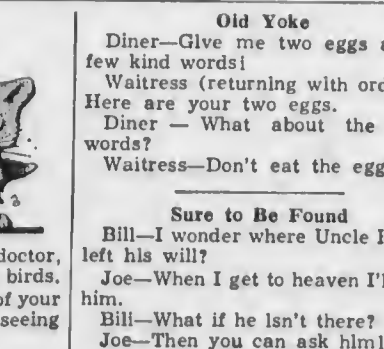 doctor,
birds.
of your
seeing
Old Yoke
Diner—Give me two eggs
few kind words!
Waitress (returning with
Here are your two eggs.
Diner — What about the
words?
Waitress—Don't eat the
Sure to Be Found
Bill—I wonder where Uncle
left his will?
Joe—When I get to heaven
him.
Bill—What if he isn't there?
Joe—Then you can ask him!